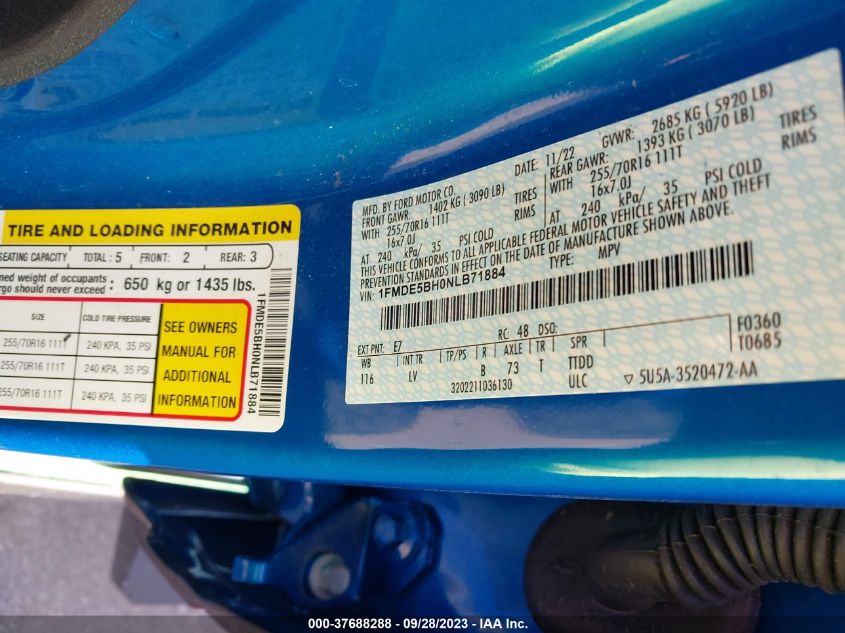 TIRE AND LOADING INFORMATION
SEATING CAPACITY TOTAL : 5 FRONT: 2 REAR: 3
ned weight of occupants :
rgo should never exceed : 650 kg or 1435 lbs.
SIZE COLD TIRE PRESSURE
255/70R16 111T 240 KPA, 35 PSI
255/70R16 111T 240 KPA, 35 PSI
255/70R16 111T 240 KPA, 35 PSI
SEE OWNERS
MANUAL FOR
ADDITIONAL
INFORMATION
1FMDE5BH0NLB71884
MFD. BY FORD MOTOR CO. DATE: 11/22 GVWR: 2685 KG ( 5920 LB)
FRONT GAWR: 1402 KG ( 3090 LB) REAR GAWR: 1393 KG ( 3070 LB)
WITH 255/70R16 111T TIRES WITH 255/70R16 111T TIRES
16x7.0J RIMS 16x7.0J RIMS
AT 240 kPa/ 35 PSI COLD AT 240 kPa/ 35 PSI COLD
THIS VEHICLE CONFORMS TO ALL APPLICABLE FEDERAL MOTOR VEHICLE SAFETY AND THEFT
PREVENTION STANDARDS IN EFFECT ON THE DATE OF MANUFACTURE SHOWN ABOVE.
VIN: 1FMDE5BH0NLB71884 TYPE: MPV
F0360
T0685
EXT PNT: E7 RC: 48 DSO:
WB INT TR TP/PS R AXLE TR SPR
116 LV B 73 T TTDD
3202211036130 ULC ▽ 5U5A-3520472-AA
000-37688288 - 09/28/2023 - IAA Inc.